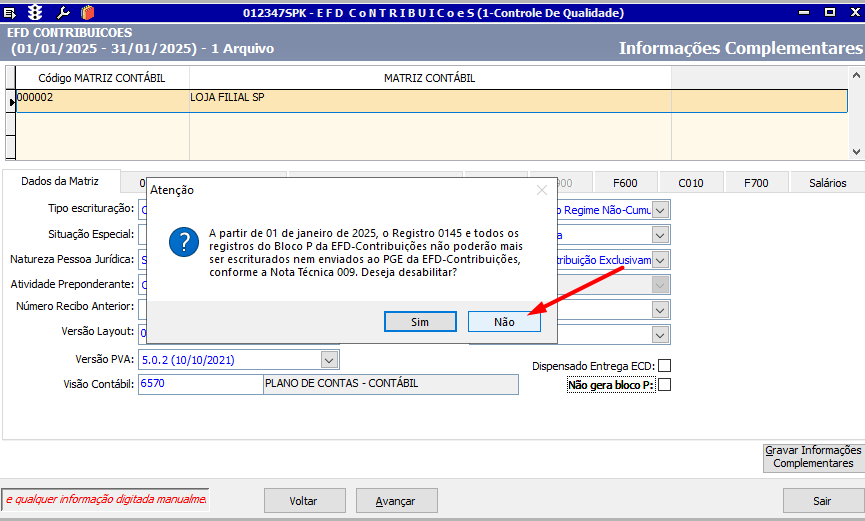 012347SPK - E F D C o N T R I B U I C o e S (1-Controle De Qualidade)
EFD CONTRIBUICOES
(01/01/2025 - 31/01/2025) - 1 Arquivo
Informações Complementares
Código MATRIZ CONTÁBIL MATRIZ CONTÁBIL
000002 LOJA FILIAL SP
Dados da Matriz F600 C010 F700 Salários
Atenção
A partir de 01 de janeiro de 2025, o Registro 0145 e todos os
registros do Bloco P da EFD-Contribuições não poderão mais
ser escriturados nem enviados ao PGE da EFD-Contribuições,
conforme a Nota Técnica 009. Deseja desabilitar?
Sim Não
Tipo escrituração: Regime Não-Cumu
Situação Especial:
Natureza Pessoa Jurídica: tribuição Exclusivam
Atividade Preponderante:
Número Recibo Anterior:
Versão Layout:
Versão PVA: 5.0.2 (10/10/2021)
Dispensado Entrega ECD:
Visão Contábil: 6570 PLANO DE CONTAS - CONTÁBIL Não gera bloco P:
Gravar Informações
Complementares
e qualquer informação digitada manualme
Voltar Avançar Sair